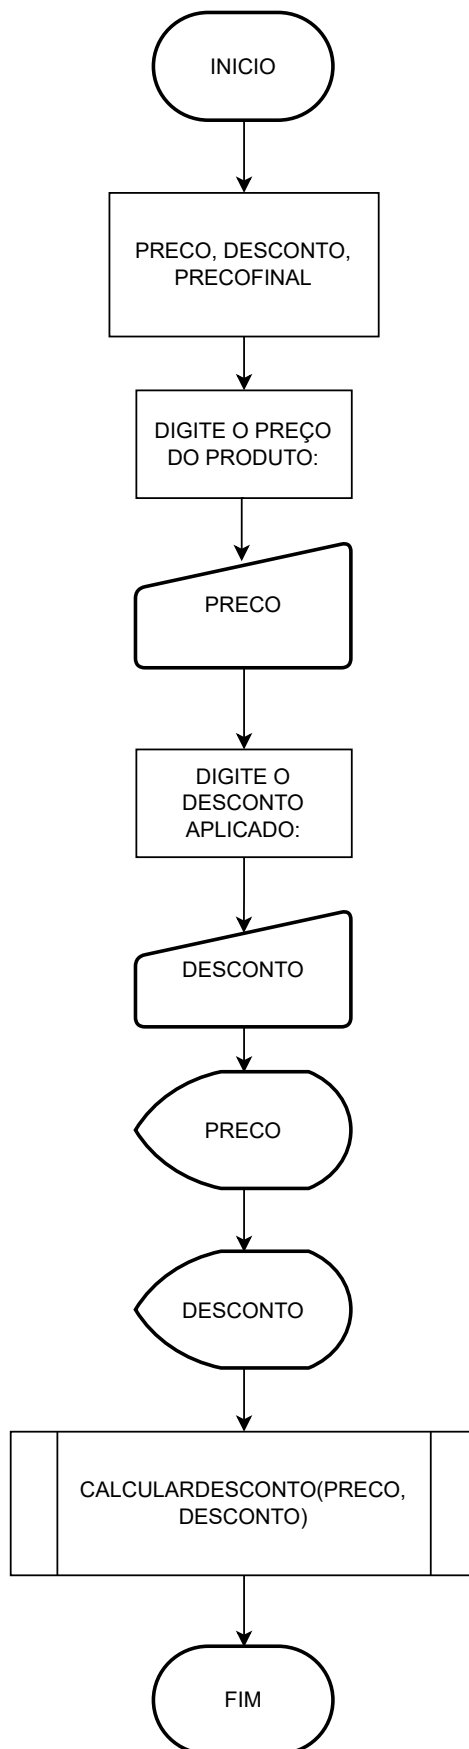 INICIO
PRECO, DESCONTO,
PRECOFINAL
DIGITE O PREÇO
DO PRODUTO:
PRECO
DIGITE O
DESCONTO
APLICADO:
DESCONTO
PRECO
DESCONTO
CALCULARDESCONTO(PRECO,
DESCONTO)
FIM